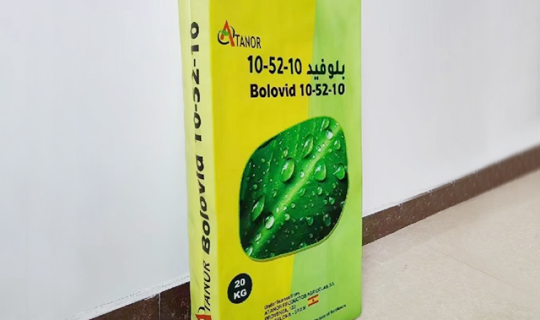 ATANOR
بلوفيد 10-52-10
Bolovid 10-52-10
20
KG
ATANOR Bolovid 10-52-10